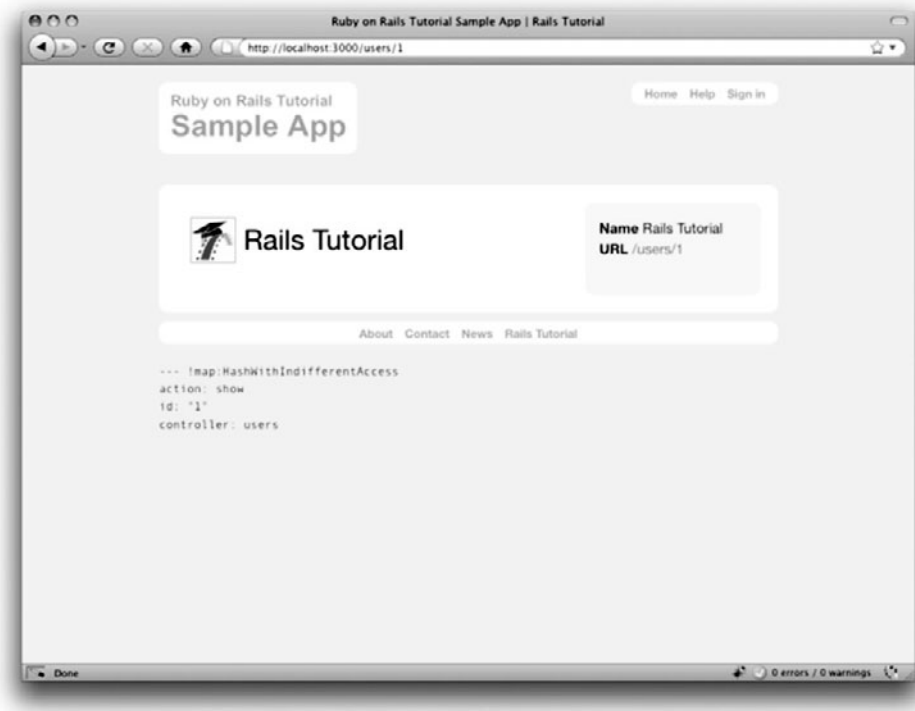 Ruby on Rails Tutorial Sample App | Rails Tutorial
http://localhost:3000/users/1
Ruby on Rails Tutorial
Sample App
Home Help Sign in
Rails Tutorial
Name Rails Tutorial
URL /users/1
About Contact News Rails Tutorial
--- !map:HashWithIndifferentAccess
action: show
id: "1"
controller: users
Done
0 errors / 0 warnings